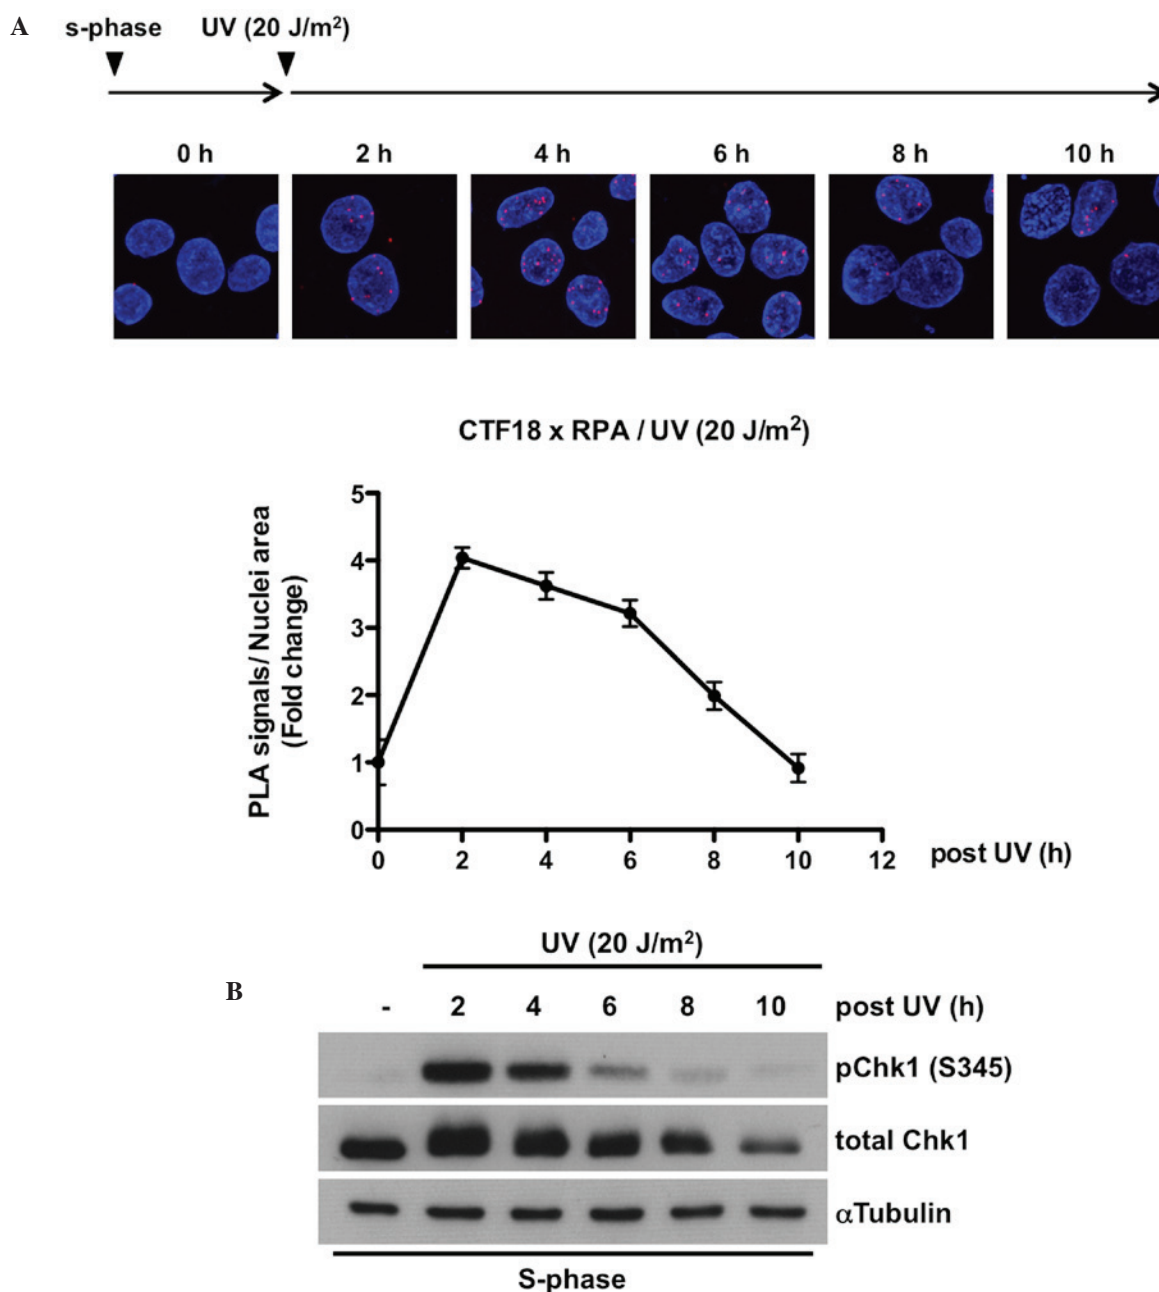 A
s-phase
UV (20 J/m²)
0 h
2 h
4 h
6 h
8 h
10 h
CTF18 x RPA / UV (20 J/m²)
PLA signals/ Nuclei area
(Fold change)
5
4
3
2
1
0
0 2 4 6 8 10 12
post UV (h)
UV (20 J/m²)
B
- 2 4 6 8 10 post UV (h)
pChk1 (S345)
total Chk1
αTubulin
S-phase